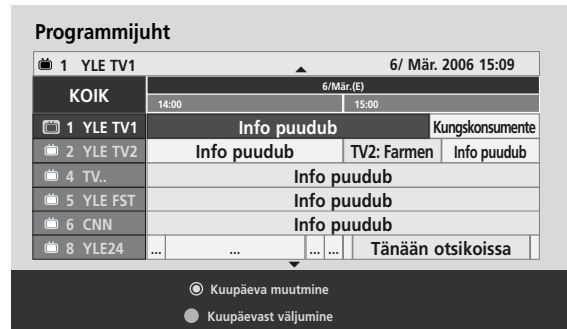 Programmijuht
1 YLE TV1 6/ Mär. 2006 15:09
KOIK 6/Mär.(E)
14:00 15:00
1 YLE TV1 Info puudub Kungskonsumente
2 YLE TV2 Info puudub TV2: Farmen Info puudub
4 TV.. Info puudub
5 YLE FST Info puudub
6 CNN Info puudub
8 YLE24 ... ... ... ... Tänään otsikoissa
Kuupäeva muutmine
Kuupäevast väljumine